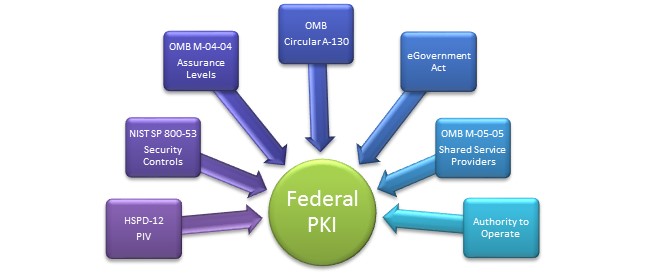 OMB
Circular A-130
OMB M-04-04
Assurance
Levels
eGovernment
Act
NIST SP 800-53
Security
Controls
OMB M-05-05
Shared Service
Providers
HSPD-12
PIV
Federal
PKI
Authority to
Operate